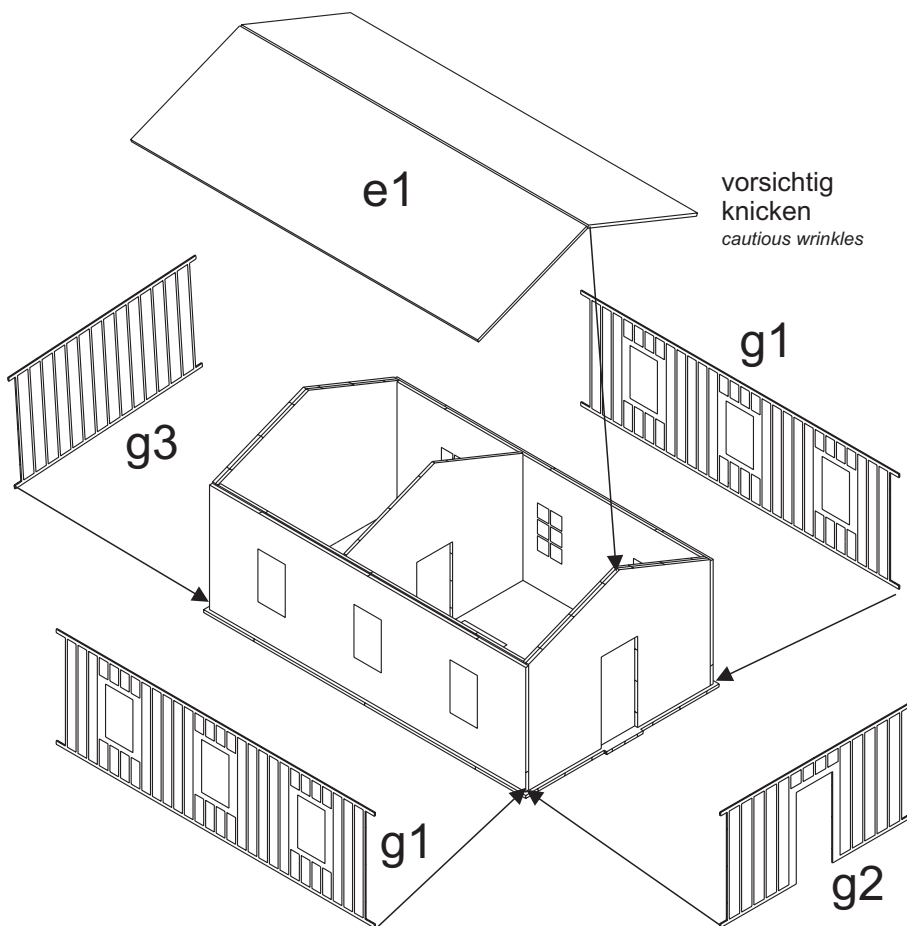 e1
vorsichtig
knicken
cautious wrinkles
g1
g3
g1
g2